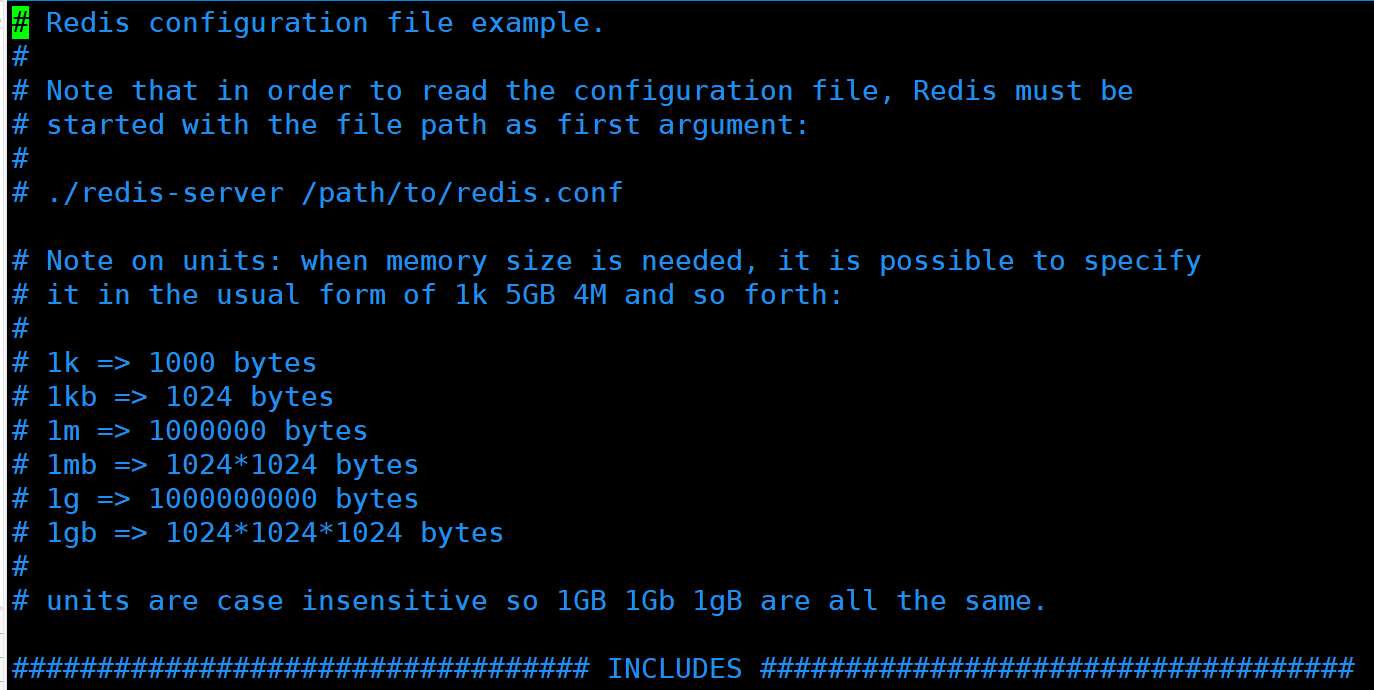 # Redis configuration file example.
#
# Note that in order to read the configuration file, Redis must be
# started with the file path as first argument:
#
# ./redis-server /path/to/redis.conf

# Note on units: when memory size is needed, it is possible to specify
# it in the usual form of 1k 5GB 4M and so forth:
#
# 1k => 1000 bytes
# 1kb => 1024 bytes
# 1m => 1000000 bytes
# 1mb => 1024*1024 bytes
# 1g => 1000000000 bytes
# 1gb => 1024*1024*1024 bytes
#
# units are case insensitive so 1GB 1Gb 1gB are all the same.

################################## INCLUDES ###################################